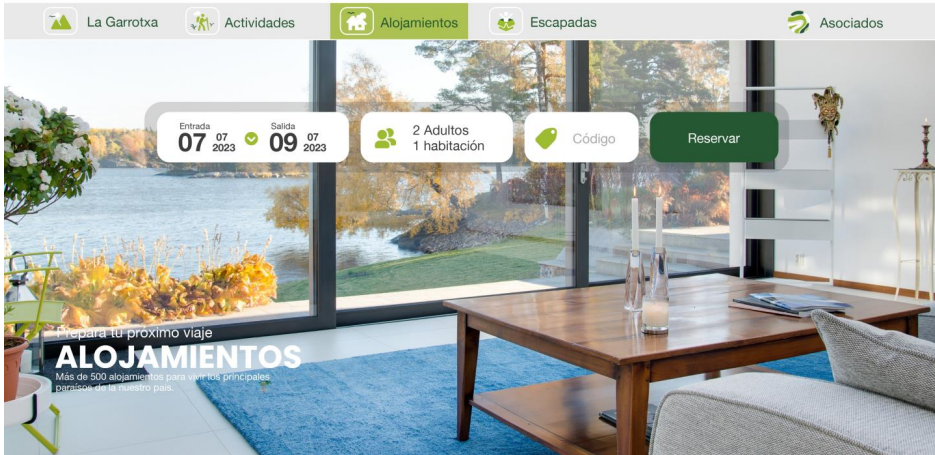 La Garrotxa
Actividades
Alojamientos
Escapadas
Asociados
Entrada
07 07 2023
Salida
09 07 2023
2 Adultos
1 habitación
Código
Reservar
Prepara tu próximo viaje
ALOJAMIENTOS
Más de 500 alojamientos para vivir los principales
paraísos de la nuestro país.